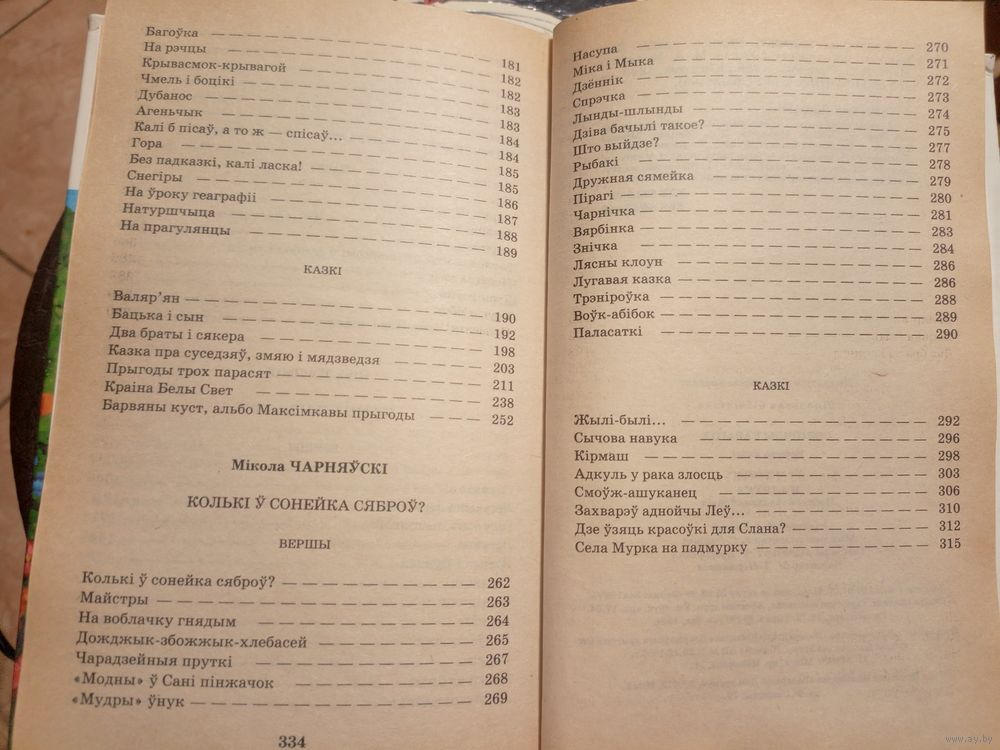 Багоўка — 181
На рэчцы — 182
Крывасмок-крывагой — 182
Чмель і боцікі — 183
Дубанос — 183
Агеньчык — 184
Калі б пісаў, а то ж — спісаў... — 184
Гора — 185
Без падказкі, калі ласка! — 185
Снегіры — 186
На ўроку геаграфіі — 187
Натуршчыца — 188
На прагулянцы — 189
КАЗКІ
Валяр’ян — 190
Бацька і сын — 192
Два браты і сякера — 198
Казка пра суседзяў, змяю і мядзведзя — 203
Прыгоды трох парасят — 211
Краіна Белы Свет — 238
Барвяны куст, альбо Максімкавы прыгоды — 252
Мікола ЧАРНЯЎСКІ
КОЛЬКІ Ў СОНЕЙКА СЯБРОЎ?
ВЕРШЫ
Колькі ў сонейка сяброў? — 262
Майстры — 263
На воблачку гнядым — 264
Дожджык-збожжык-хлебасей — 265
Чарадзейныя пруткі — 267
«Модны» ў Сані пінжачок — 268
«Мудры» ўнук — 269
334
Насупа — 270
Міка і Мыка — 271
Дзённік — 272
Спрэчка — 273
Лынды-шлынды — 274
Дзіва бачылі такое? — 275
Што выйдзе? — 277
Рыбакі — 278
Дружная сямейка — 279
Пірагі — 280
Чарнічка — 281
Вярбінка — 283
Знічка — 284
Лясны клоун — 286
Лугавая казка — 286
Трэніроўка — 288
Воўк-абібок — 289
Паласаткі — 290
КАЗКІ
Жылі-былі... — 292
Сычова навука — 296
Кірмаш — 298
Адкуль у рака злосць — 303
Смоўж-ашуканец — 306
Захварэў аднойчы Леў... — 310
Дзе ўзяць красоўкі для Слана? — 312
Села Мурка на падмурку — 315
www.ay.by